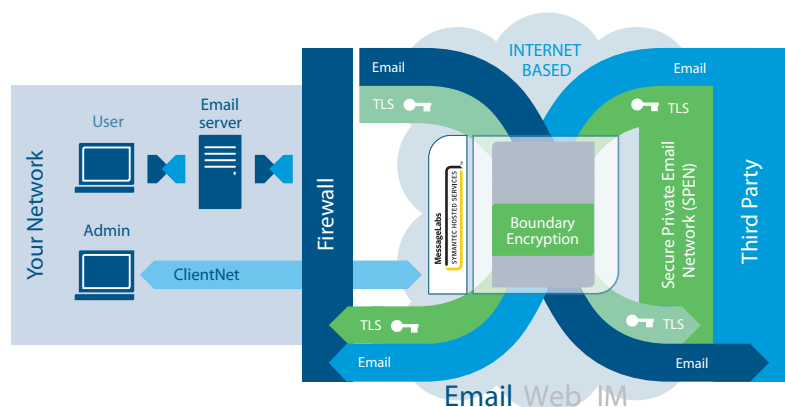 INTERNET
BASED
Email
Email
TLS
TLS
User
Email
server
Your Network
Firewall
MessageLabs
SYMANTEC HOSTED SERVICES
™
Boundary
Encryption
Secure Private Email
Network (SPEN)
Third Party
Admin
ClientNet
TLS
TLS
Email
Email
Email Web IM